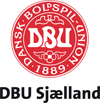 DANSK BOLDSPIL-UNION
DBU
·1889·
DBU Sjælland